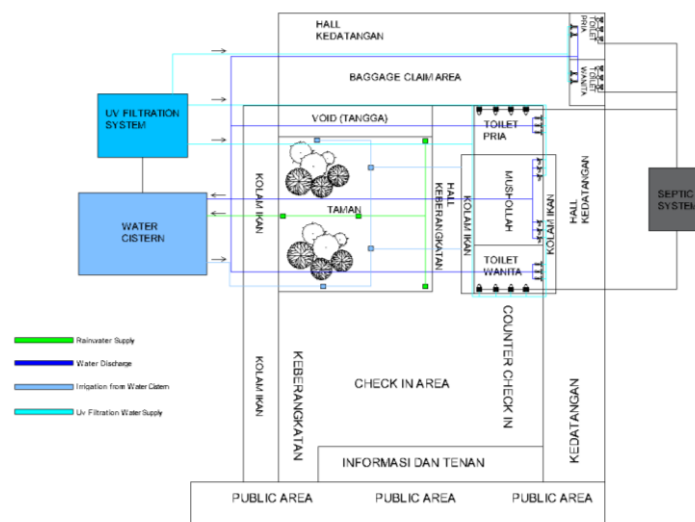 HALL
KEDATANGAN
TOILET
PRIA
TOILET
WANITA
BAGGAGE CLAIM AREA
UV FILTRATION
SYSTEM
VOID (TANGGA)
TOILET
PRIA
KOLAM IKAN
TAMAN
HALL
KEBERANGKATAN
KOLAM IKAN
MUSHOLLAH
KOLAM IKAN
HALL
KEDATANGAN
SEPTIC
SYSTEM
WATER
CISTERN
TOILET
WANITA
Rainwater Supply
Water Discharge
Irrigation from Water Cistern
Uv Filtration Water Supply
KOLAM IKAN
KEBERANGKATAN
CHECK IN AREA
COUNTER CHECK IN
KEDATANGAN
INFORMASI DAN TENAN
PUBLIC AREA
PUBLIC AREA
PUBLIC AREA